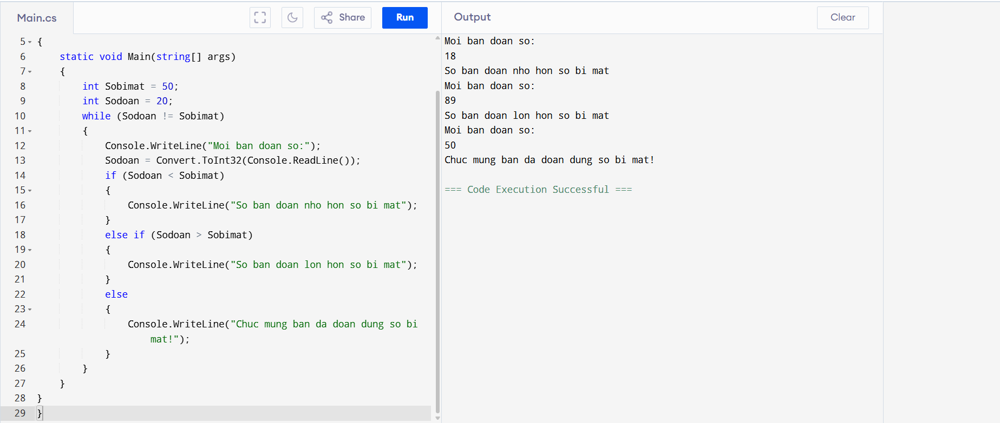 Main.cs
Share
Run
Output
Clear
5 {
6     static void Main(string[] args)
7     {
8         int Sobimat = 50;
9         int Sodoan = 20;
10         while (Sodoan != Sobimat)
11         {
12             Console.WriteLine("Moi ban doan so:");
13             Sodoan = Convert.ToInt32(Console.ReadLine());
14             if (Sodoan < Sobimat)
15             {
16                 Console.WriteLine("So ban doan nho hon so bi mat");
17             }
18             else if (Sodoan > Sobimat)
19             {
20                 Console.WriteLine("So ban doan lon hon so bi mat");
21             }
22             else
23             {
24                 Console.WriteLine("Chuc mung ban da doan dung so bi
mat!");
25             }
26         }
27     }
28 }
29 }
Moi ban doan so:
18
So ban doan nho hon so bi mat
Moi ban doan so:
89
So ban doan lon hon so bi mat
Moi ban doan so:
50
Chuc mung ban da doan dung so bi mat!
=== Code Execution Successful ===